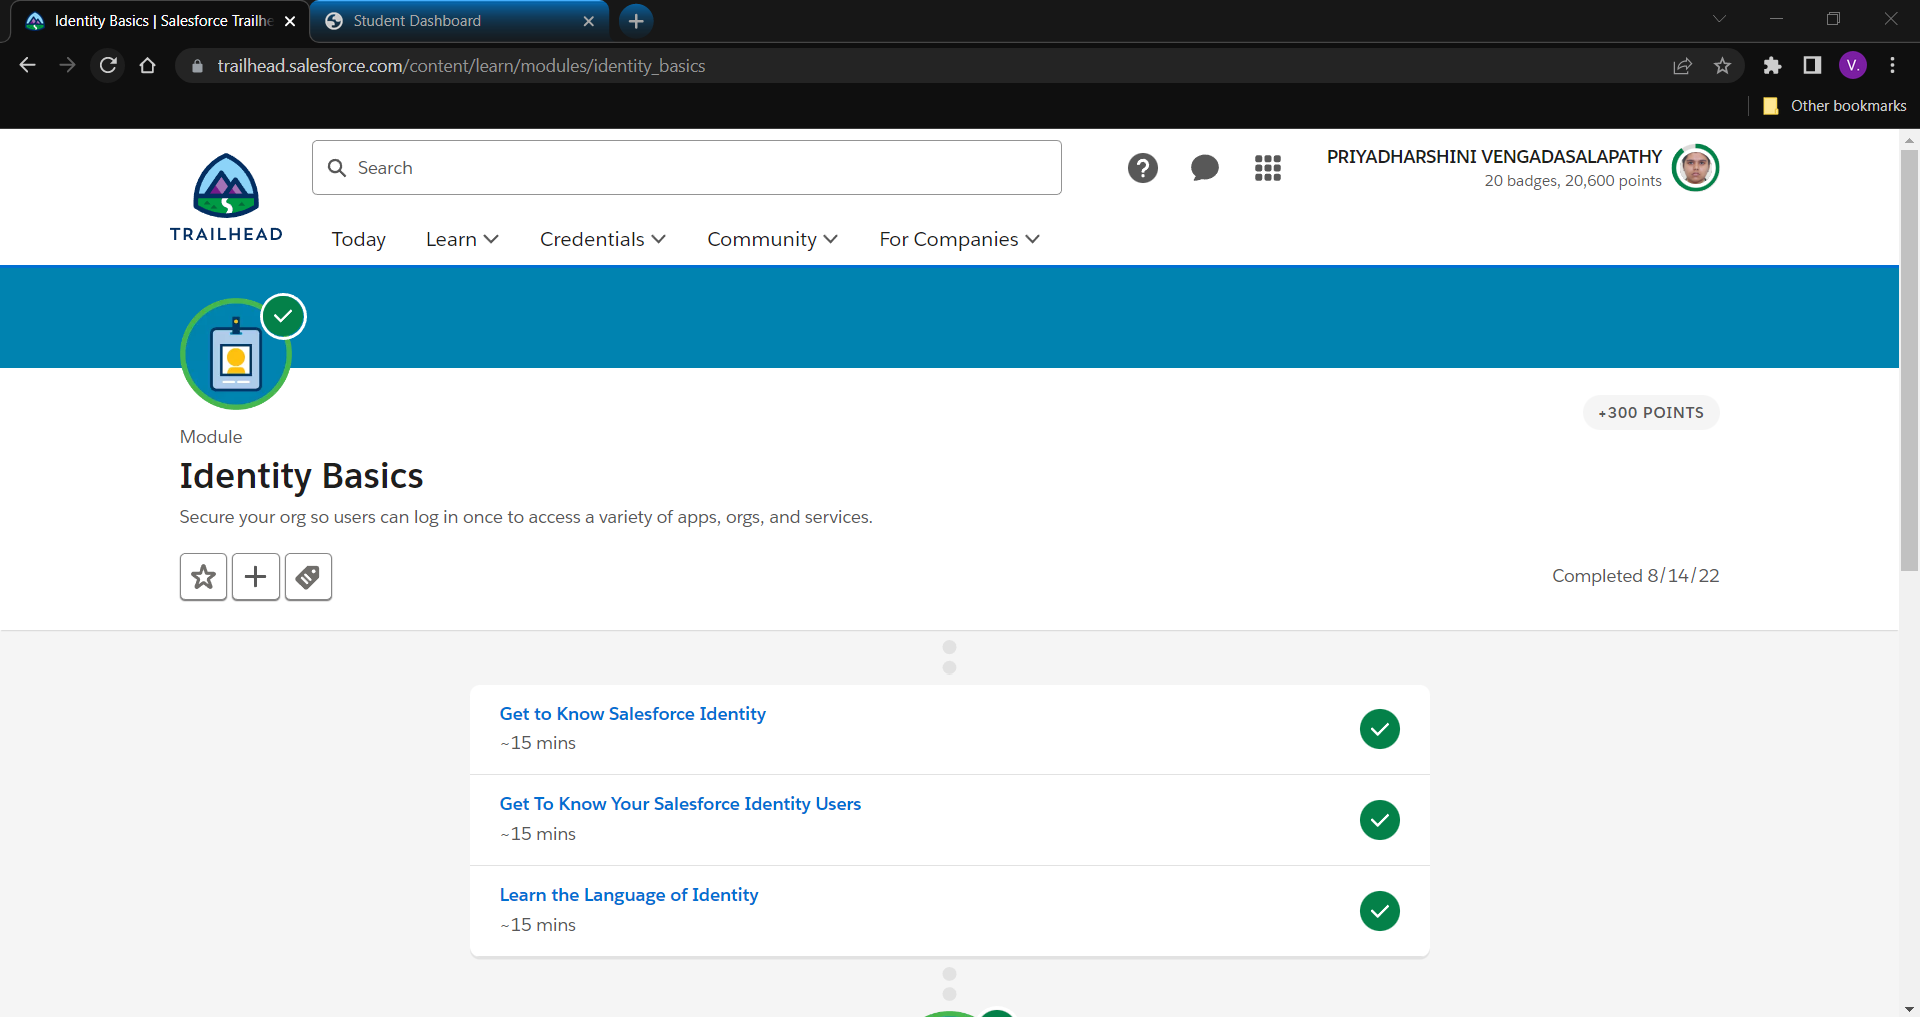 Identity Basics | Salesforce Trailhe
Student Dashboard
trailhead.salesforce.com/content/learn/modules/identity_basics
V.
Other bookmarks
Search
?
PRIYADHARSHINI VENGADASALAPATHY
20 badges, 20,600 points
TRAILHEAD
Today
Learn
Credentials
Community
For Companies
+300 POINTS
Module
Identity Basics
Secure your org so users can log in once to access a variety of apps, orgs, and services.
Completed 8/14/22
Get to Know Salesforce Identity
~15 mins
Get To Know Your Salesforce Identity Users
~15 mins
Learn the Language of Identity
~15 mins